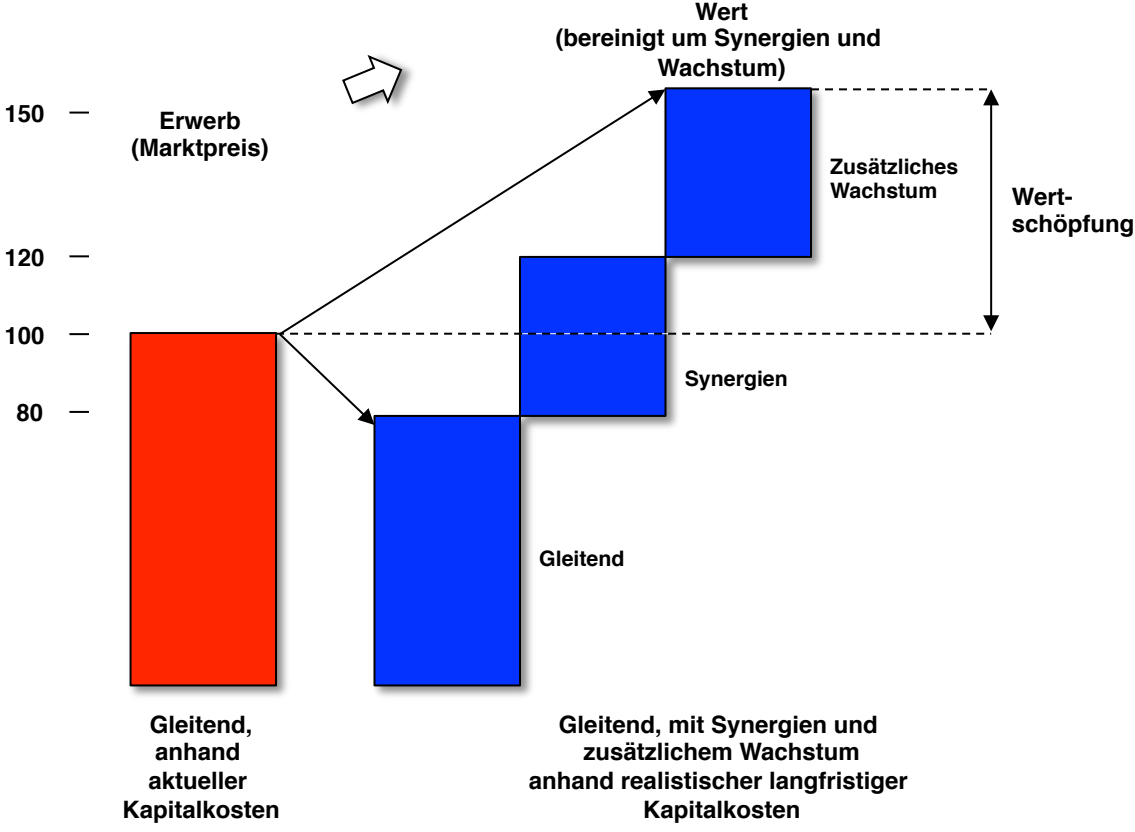 Wert
(bereinigt um Synergien und
Wachstum)
150
Erwerb
(Marktpreis)
Zusätzliches
Wachstum
Wert-
schöpfung
120
100
Synergien
80
Gleitend
Gleitend,
anhand
aktueller
Kapitalkosten
Gleitend, mit Synergien und
zusätzlichem Wachstum
anhand realistischer langfristiger
Kapitalkosten